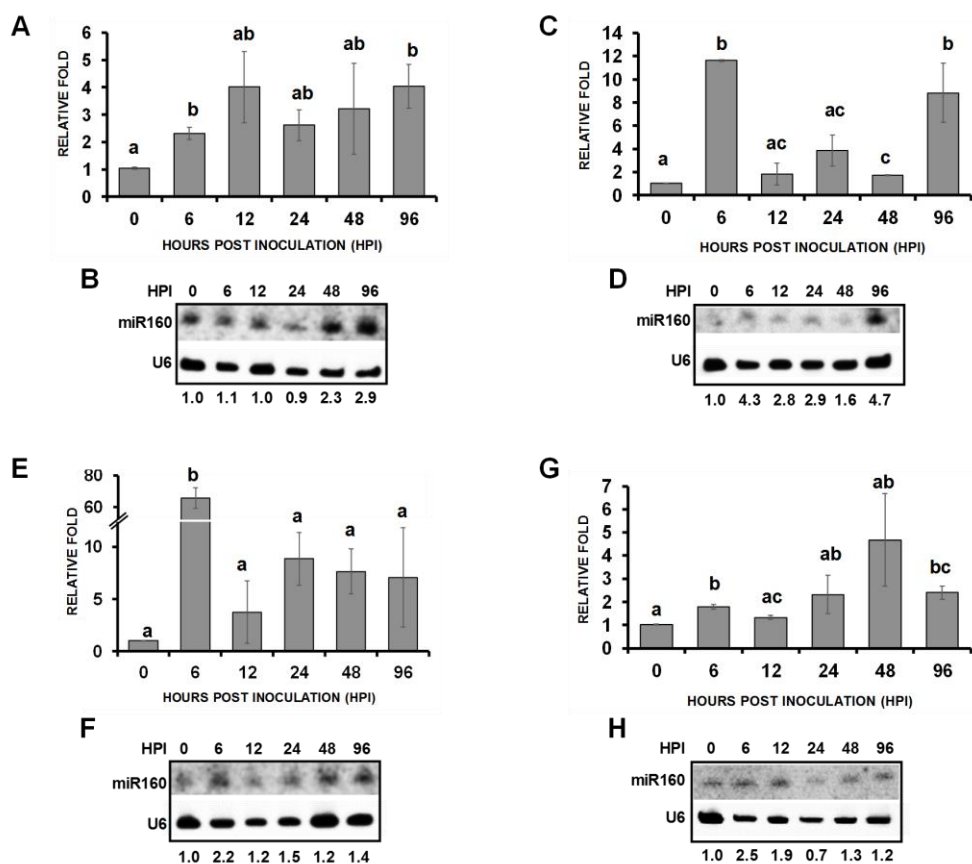 A
RELATIVE FOLD
6
5
4
3
2
1
0
a
b
ab
ab
ab
b
0 6 12 24 48 96
HOURS POST INOCULATION (HPI)
B
HPI 0 6 12 24 48 96
miR160
U6
1.0 1.1 1.0 0.9 2.3 2.9
C
RELATIVE FOLD
14
12
10
8
6
4
2
0
a
b
ac
ac
c
b
0 6 12 24 48 96
HOURS POST INOCULATION (HPI)
D
HPI 0 6 12 24 48 96
miR160
U6
1.0 4.3 2.8 2.9 1.6 4.7
E
RELATIVE FOLD
80
60
10
5
0
a
b
a
a
a
a
0 6 12 24 48 96
HOURS POST INOCULATION (HPI)
F
HPI 0 6 12 24 48 96
miR160
U6
1.0 2.2 1.2 1.5 1.2 1.4
G
RELATIVE FOLD
7
6
5
4
3
2
1
0
a
b
ac
ab
ab
bc
0 6 12 24 48 96
HOURS POST INOCULATION (HPI)
H
HPI 0 6 12 24 48 96
miR160
U6
1.0 2.5 1.9 0.7 1.3 1.2